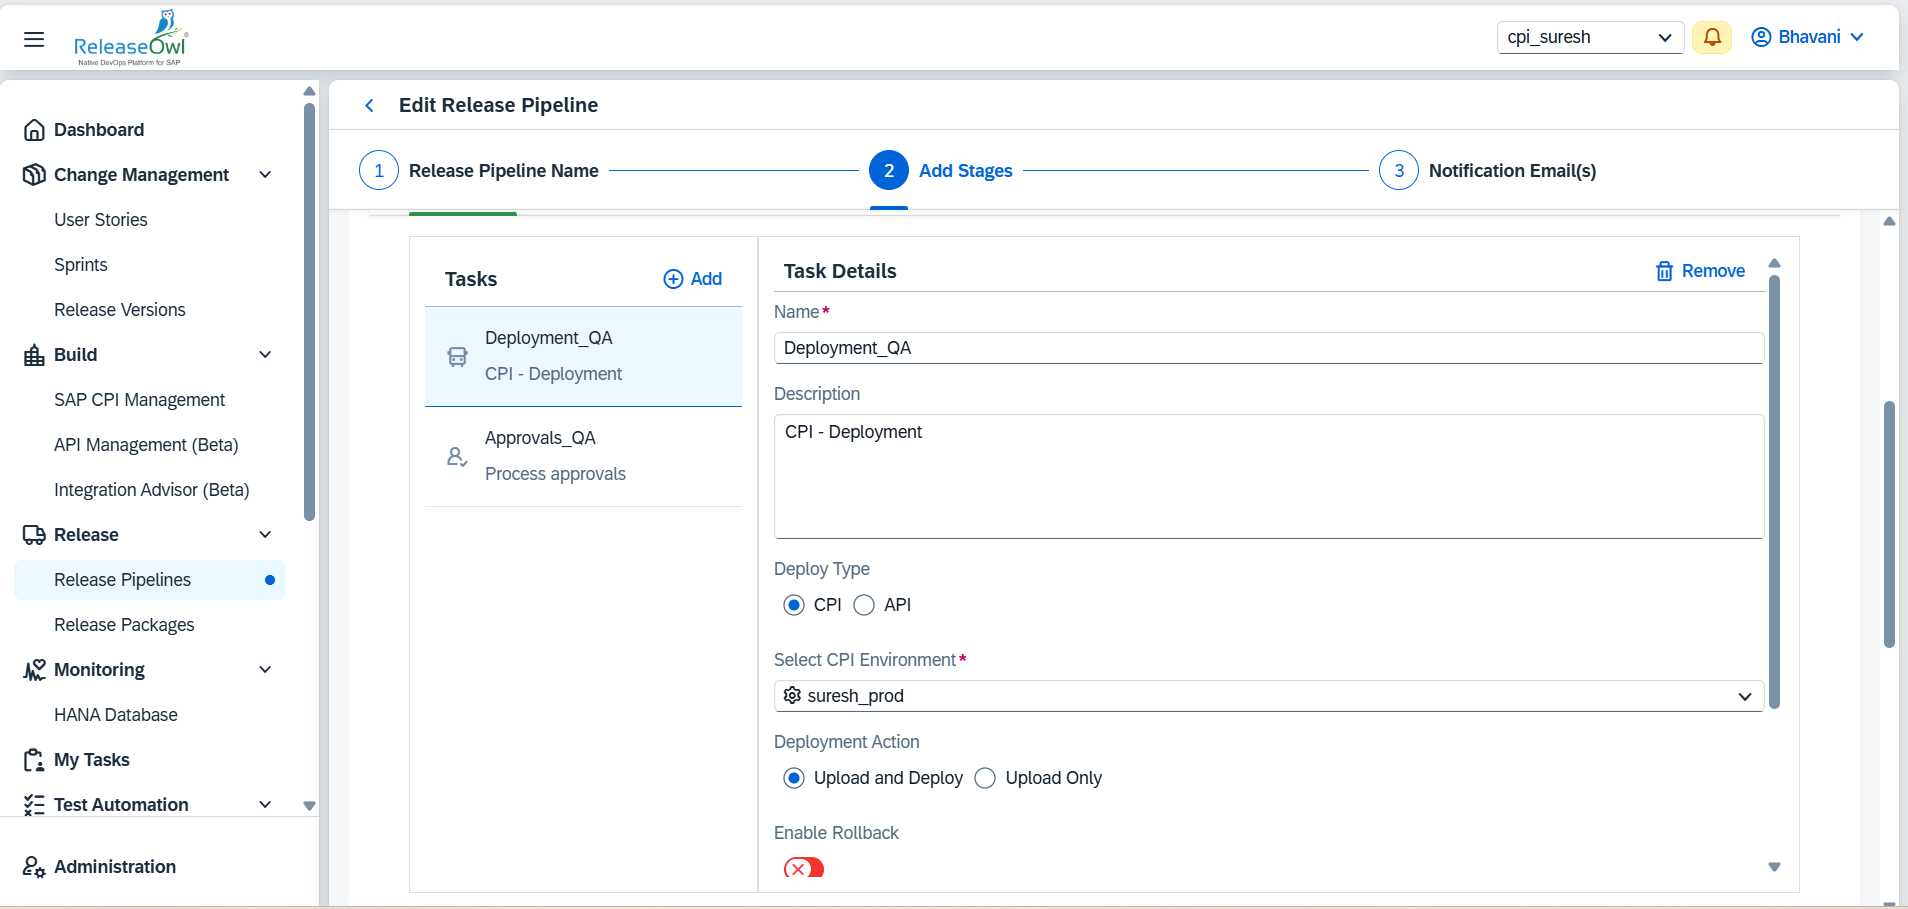 ReleaseOwl®
Native DevOps Platform for SAP
cpi_suresh
Bhavani
Dashboard
Change Management
User Stories
Sprints
Release Versions
Build
SAP CPI Management
API Management (Beta)
Integration Advisor (Beta)
Release
Release Pipelines
Release Packages
Monitoring
HANA Database
My Tasks
Test Automation
Administration
Edit Release Pipeline
1 Release Pipeline Name
2 Add Stages
3 Notification Email(s)
Tasks
Add
Deployment_QA
CPI - Deployment
Approvals_QA
Process approvals
Task Details
Remove
Name*
Deployment_QA
Description
CPI - Deployment
Deploy Type
CPI API
Select CPI Environment*
suresh_prod
Deployment Action
Upload and Deploy Upload Only
Enable Rollback